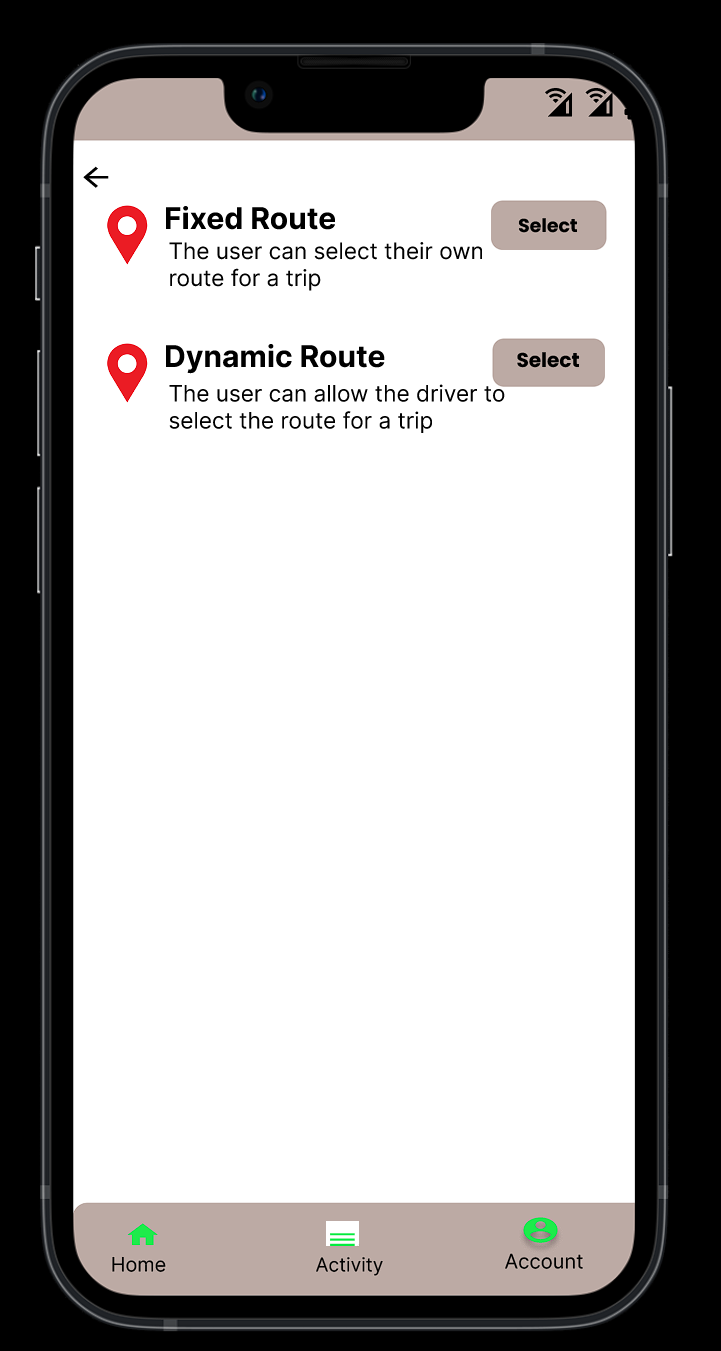 Fixed Route
Select
The user can select their own
route for a trip
Dynamic Route
Select
The user can allow the driver to
select the route for a trip
Home
Activity
Account